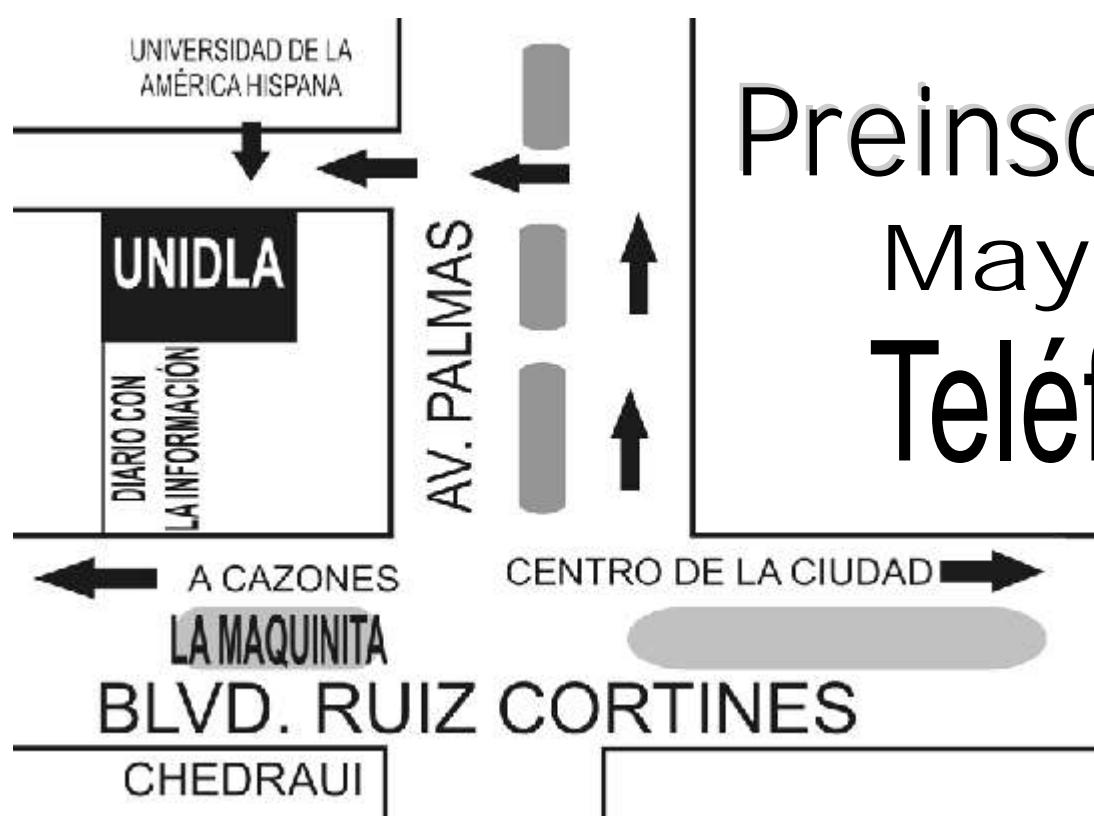 UNIVERSIDAD DE LA
AMÉRICA HISPANA
UNIDLA
DIARIO CON
LA INFORMACIÓN
AV. PALMAS
A CAZONES
CENTRO DE LA CIUDAD
LA MAQUINITA
BLVD. RUIZ CORTINES
CHEDRAUI
Preinsc
May
Teléf